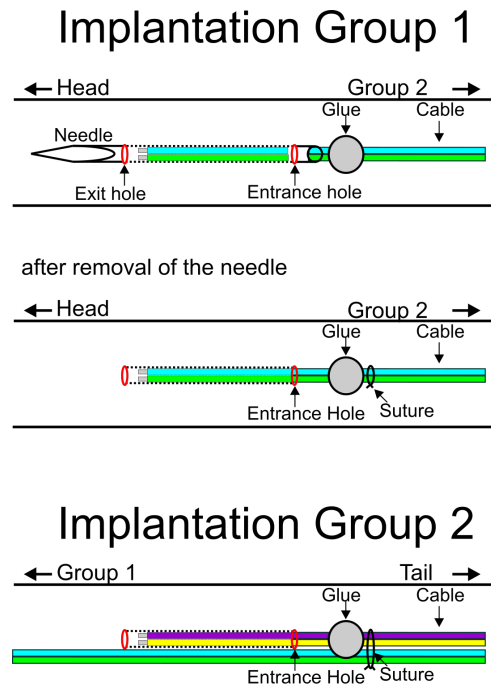 Implantation Group 1
Head Group 2
Glue Cable
Needle
Exit hole Entrance hole
after removal of the needle
Head Group 2
Glue Cable
Entrance Hole Suture
Implantation Group 2
Group 1 Tail
Glue Cable
Entrance Hole Suture